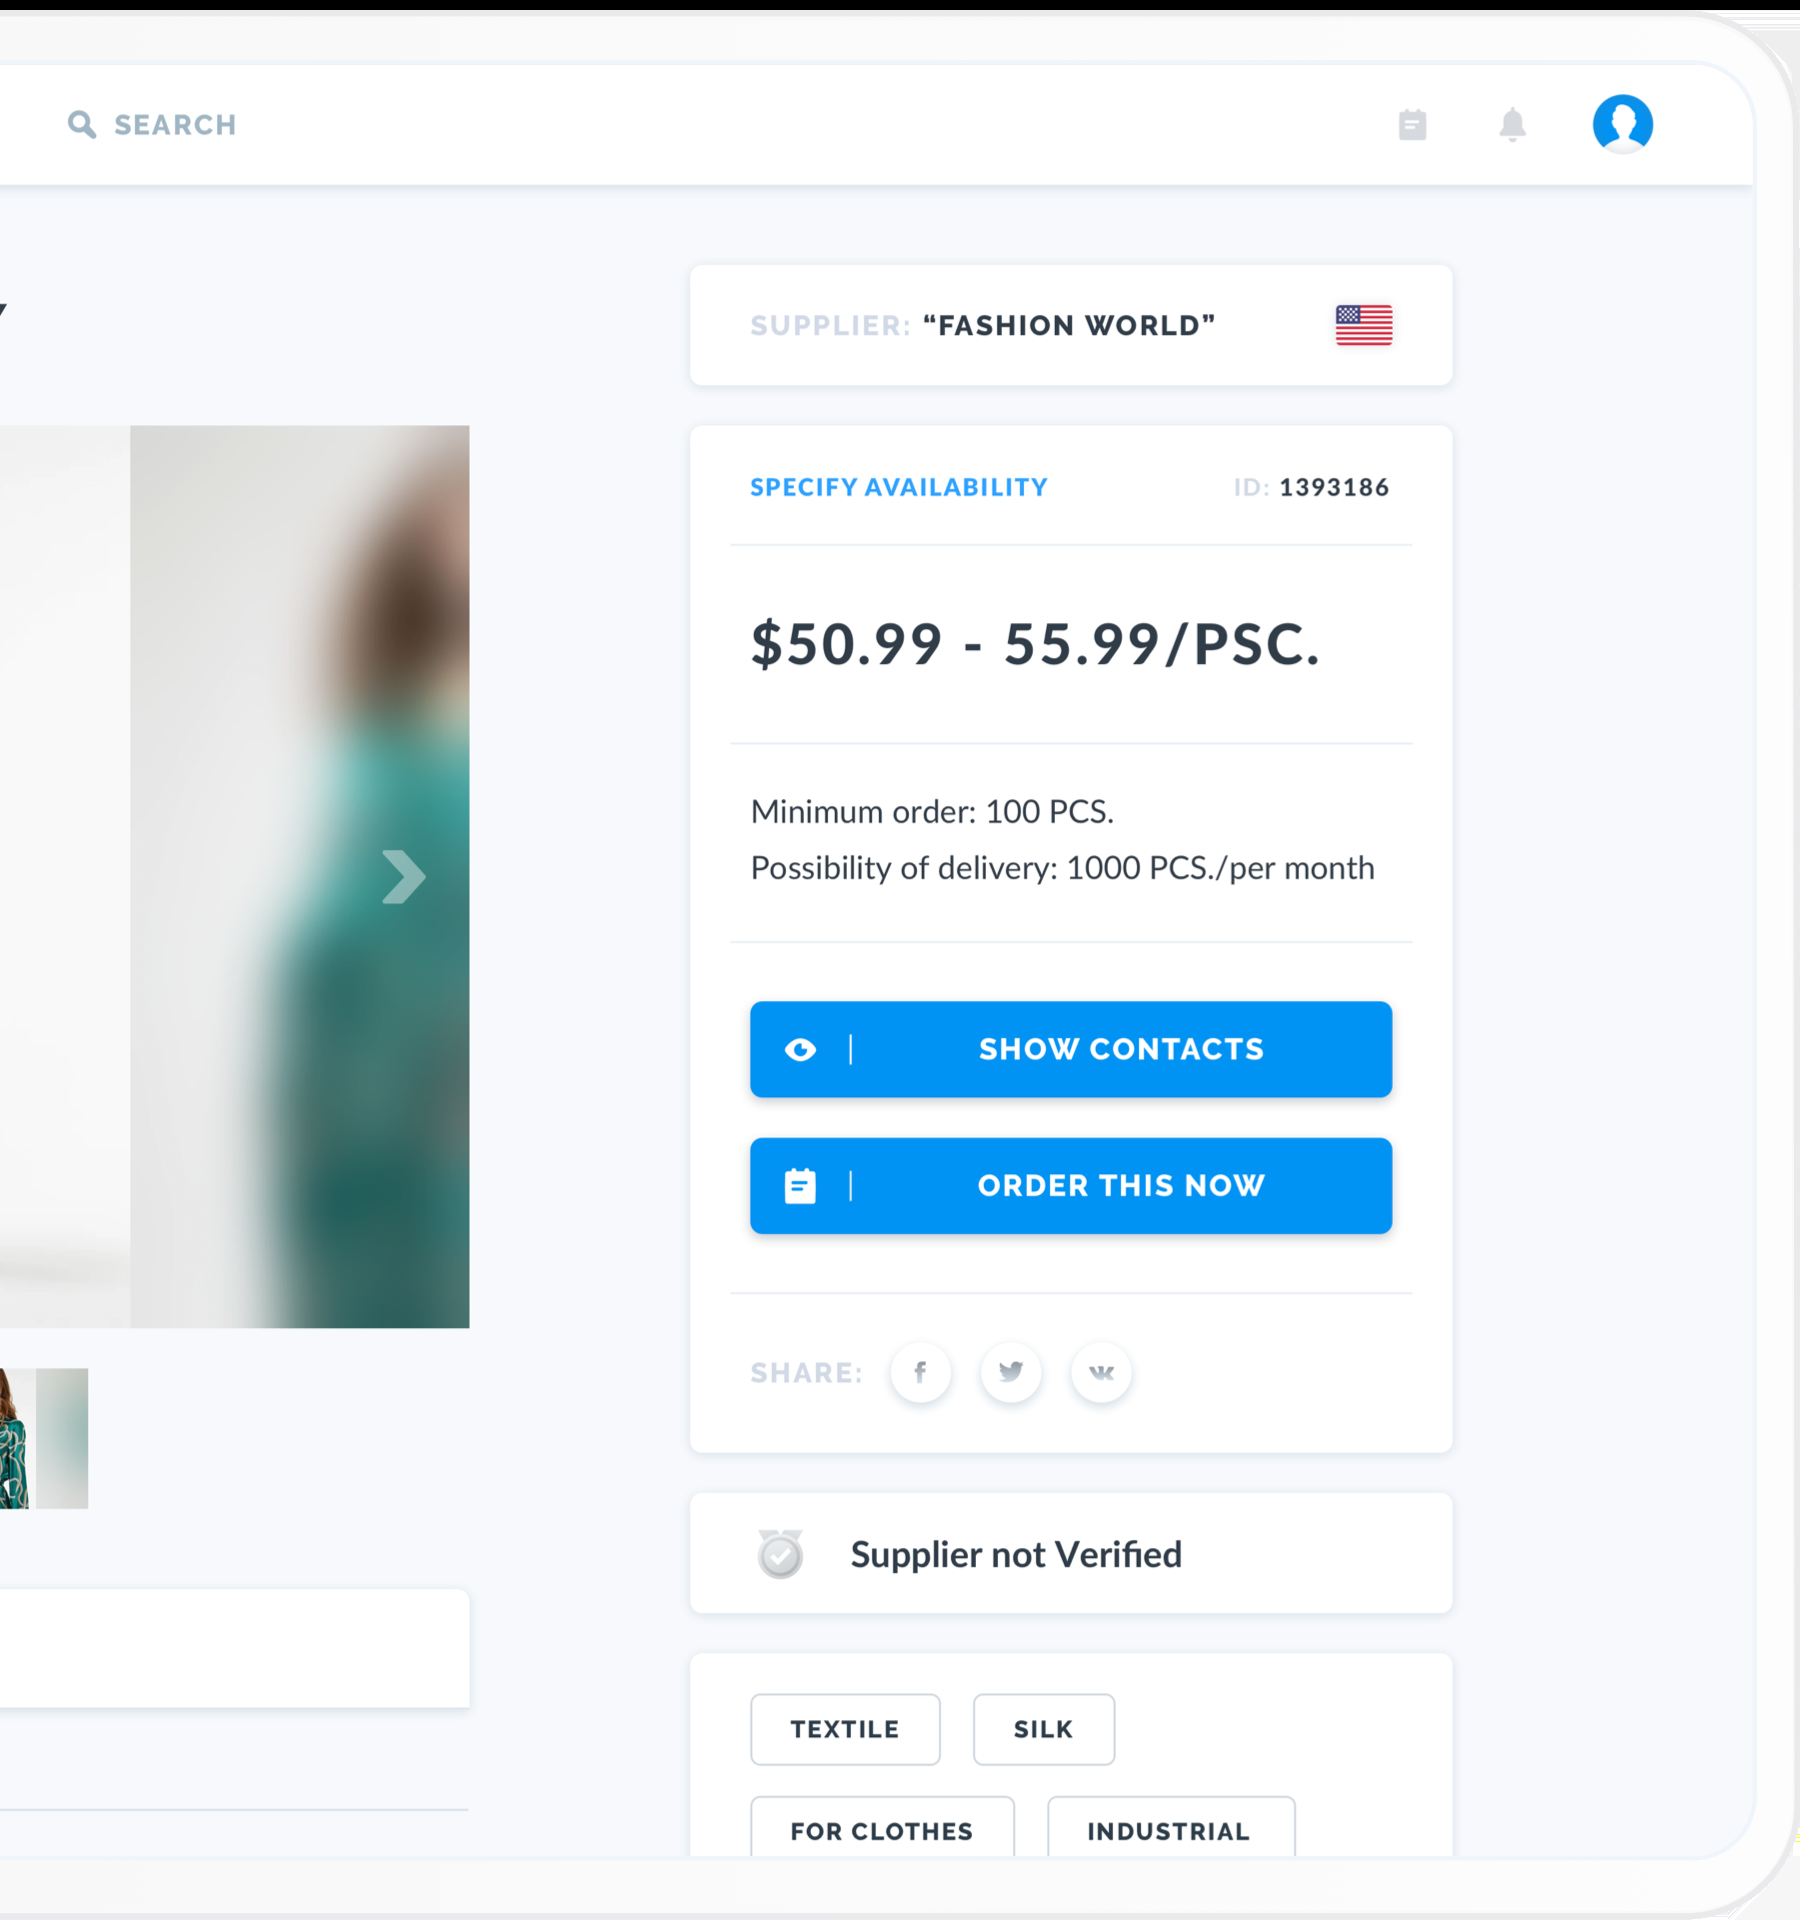 SEARCH
SUPPLIER: “FASHION WORLD”
SPECIFY AVAILABILITY ID: 1393186
$50.99 - 55.99/PSC.
Minimum order: 100 PCS.
Possibility of delivery: 1000 PCS./per month
SHOW CONTACTS
ORDER THIS NOW
SHARE:
Supplier not Verified
TEXTILE SILK
FOR CLOTHES INDUSTRIAL